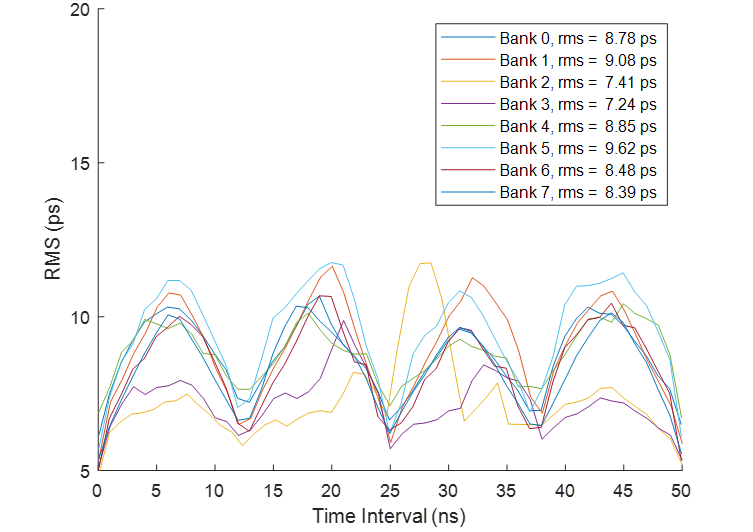 20
15
10
5
RMS (ps)
Bank 0, rms = 8.78 ps
Bank 1, rms = 9.08 ps
Bank 2, rms = 7.41 ps
Bank 3, rms = 7.24 ps
Bank 4, rms = 8.85 ps
Bank 5, rms = 9.62 ps
Bank 6, rms = 8.48 ps
Bank 7, rms = 8.39 ps
0 5 10 15 20 25 30 35 40 45 50
Time Interval (ns)